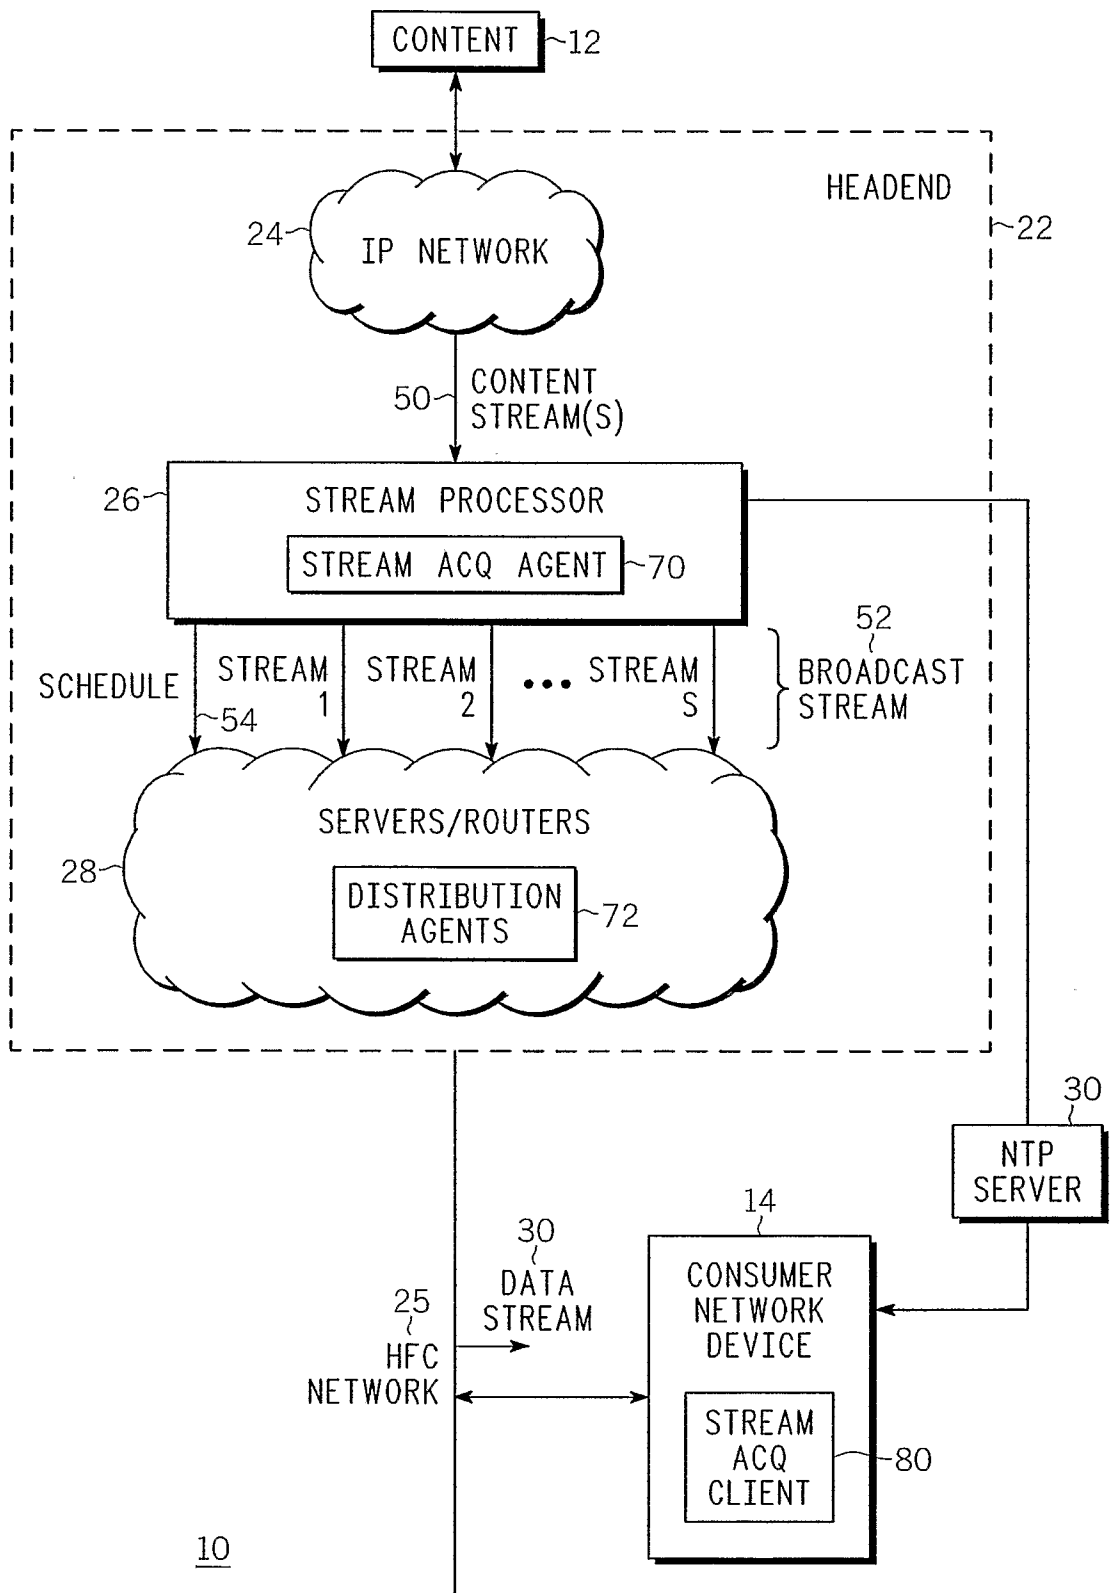 CONTENT 12
HEADEND
22
24 IP NETWORK
50 CONTENT
STREAM(S)
26 STREAM PROCESSOR
STREAM ACQ AGENT 70
SCHEDULE
54
STREAM
1
STREAM
2
•••
STREAM
S
52
BROADCAST
STREAM
SERVERS/ROUTERS
28
DISTRIBUTION
AGENTS
72
30
NTP
SERVER
14
CONSUMER
NETWORK
DEVICE
30
DATA
STREAM
25
HFC
NETWORK
STREAM
ACQ
CLIENT
80
10